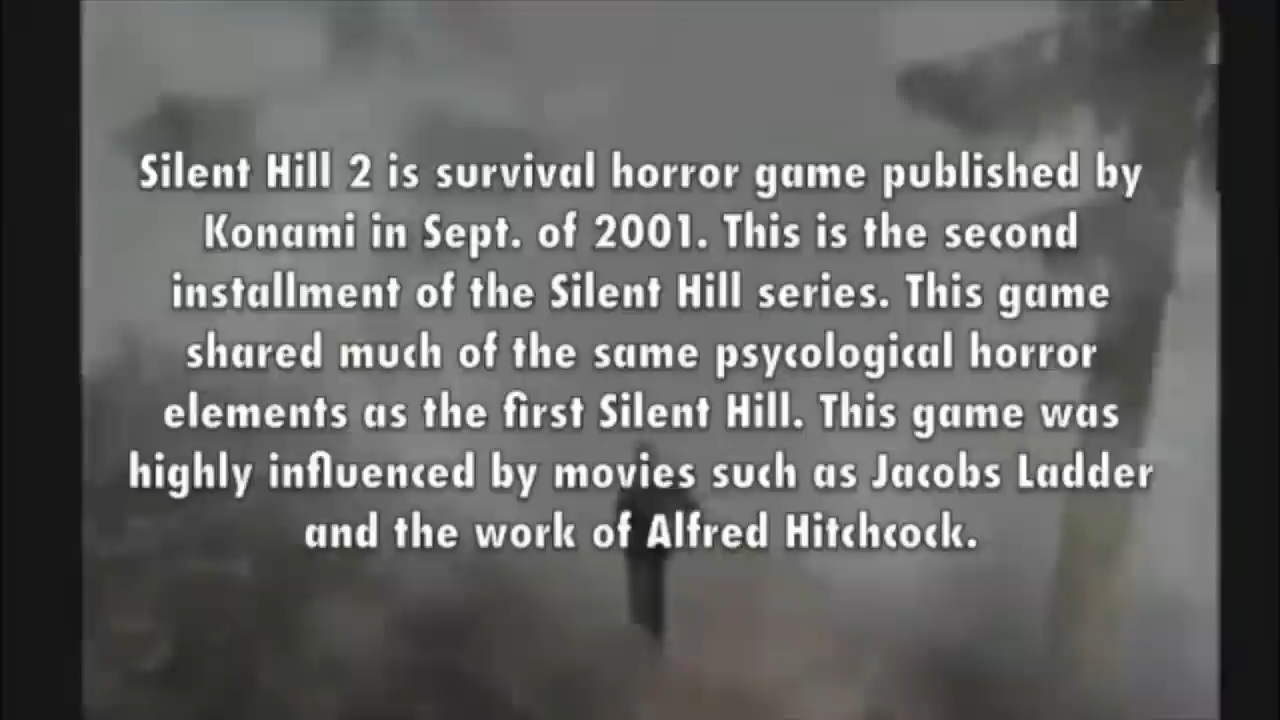 Silent Hill 2 is survival horror game published by
Konami in Sept. of 2001. This is the second
installment of the Silent Hill series. This game
shared much of the same psycological horror
elements as the first Silent Hill. This game was
highly influenced by movies such as Jacobs Ladder
and the work of Alfred Hitchcock.